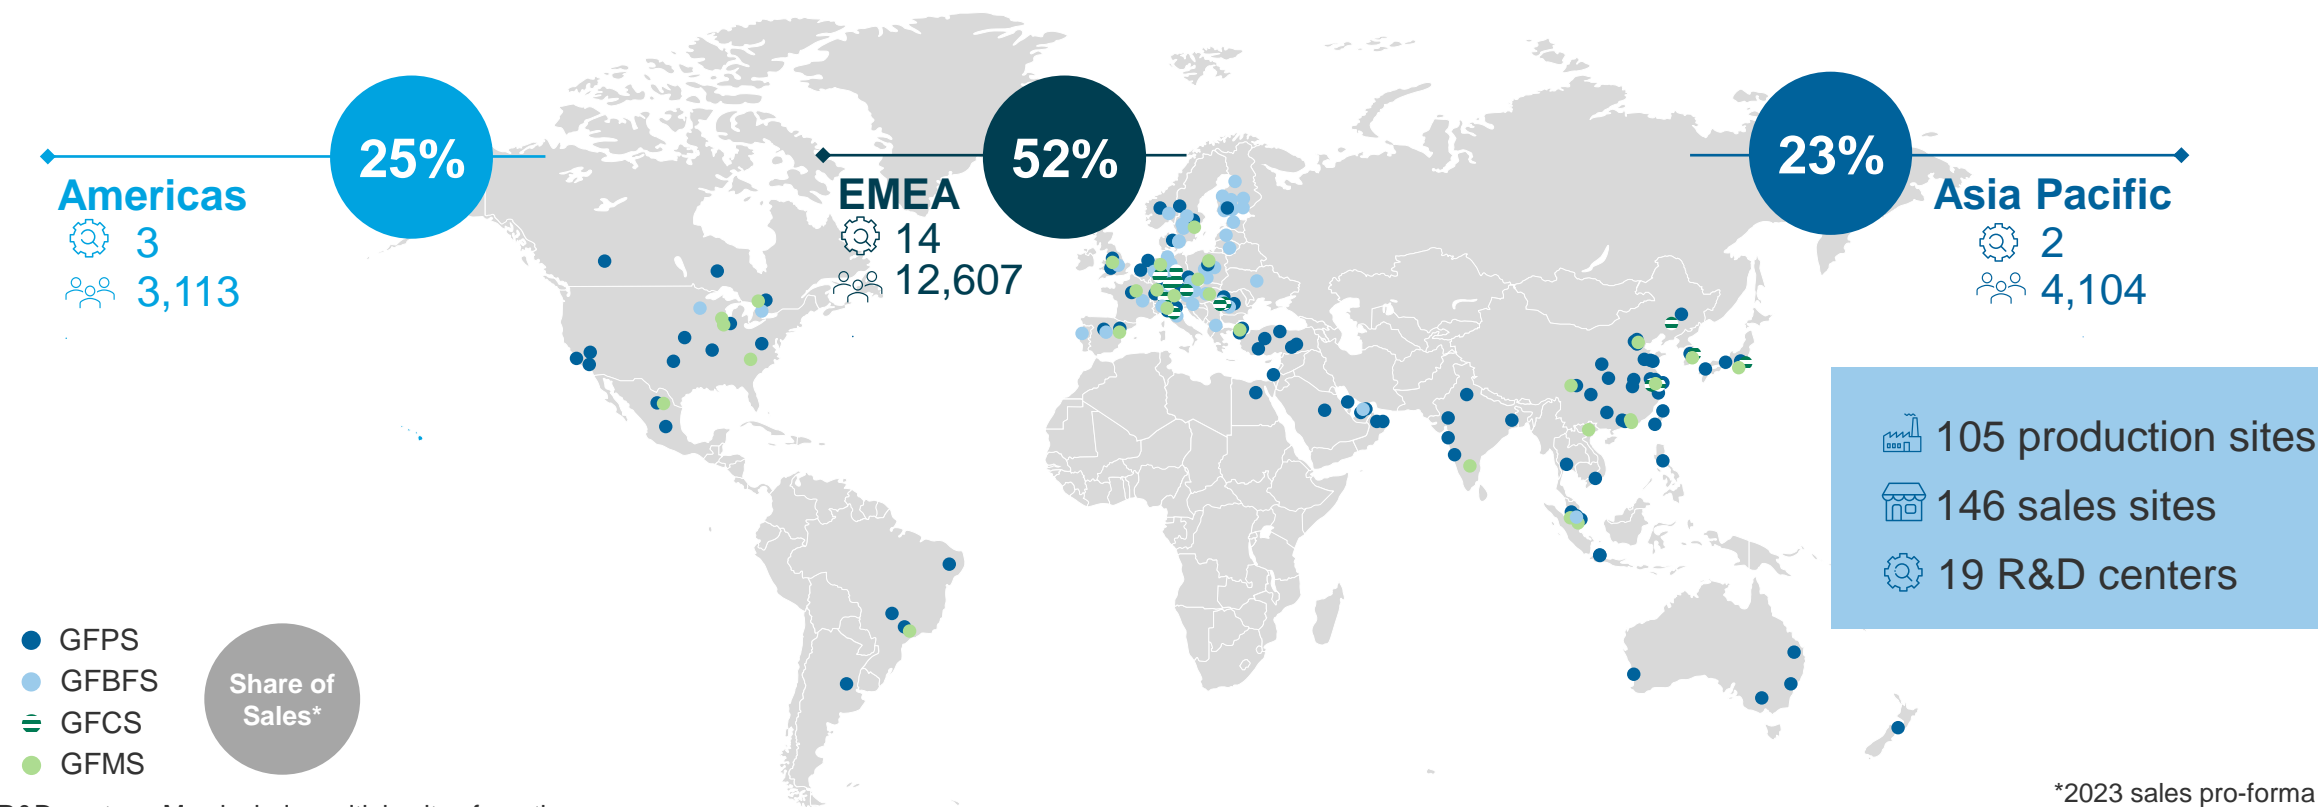 25%
Americas
3
3,113
52%
EMEA
14
12,607
23%
Asia Pacific
2
4,104
105 production sites
146 sales sites
19 R&D centers
GFPS
GFBFS
GFCS
GFMS
Share of
Sales*
*2023 sales pro-forma